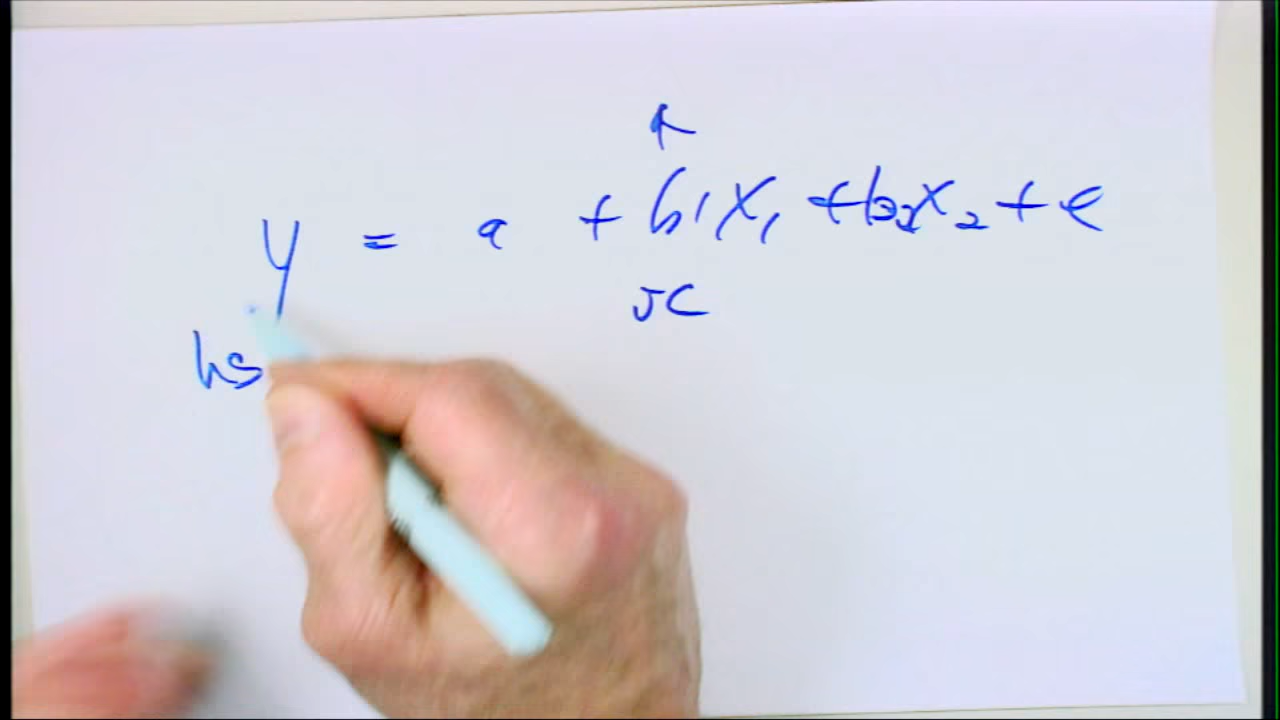 y = a + b1x₁ + b₂x₂ + e
JC
hs